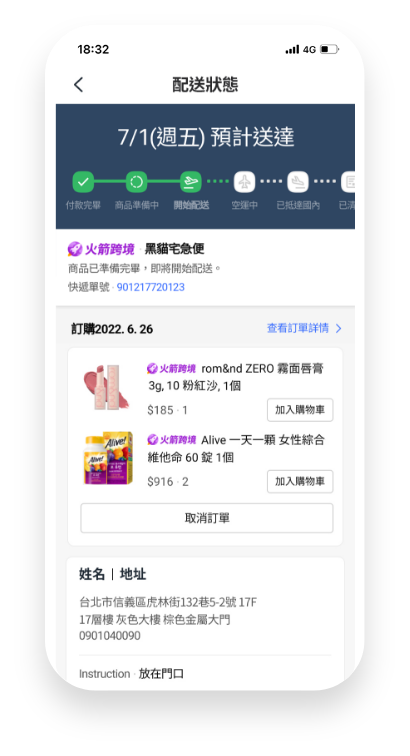 18:32
4G
配送狀態
7/1(週五) 預計送達
付款完畢 商品準備中 開始配送 空運中 已抵達國內 已清
火箭跨境 · 黑貓宅急便
商品已準備完畢，即將開始配送。
快遞單號 · 901217720123
訂購2022. 6. 26 查看訂單詳情
火箭跨境 rom&nd ZERO 霧面唇膏
3g, 10 粉紅沙, 1個
$185 · 1 加入購物車
Alive!
火箭跨境 Alive 一天一顆 女性綜合
維他命 60 錠 1個
$916 · 2 加入購物車
取消訂單
姓名 | 地址
台北市信義區虎林街132巷5-2號 17F
17層樓 灰色大樓 棕色金屬大門
0901040090
Instruction · 放在門口